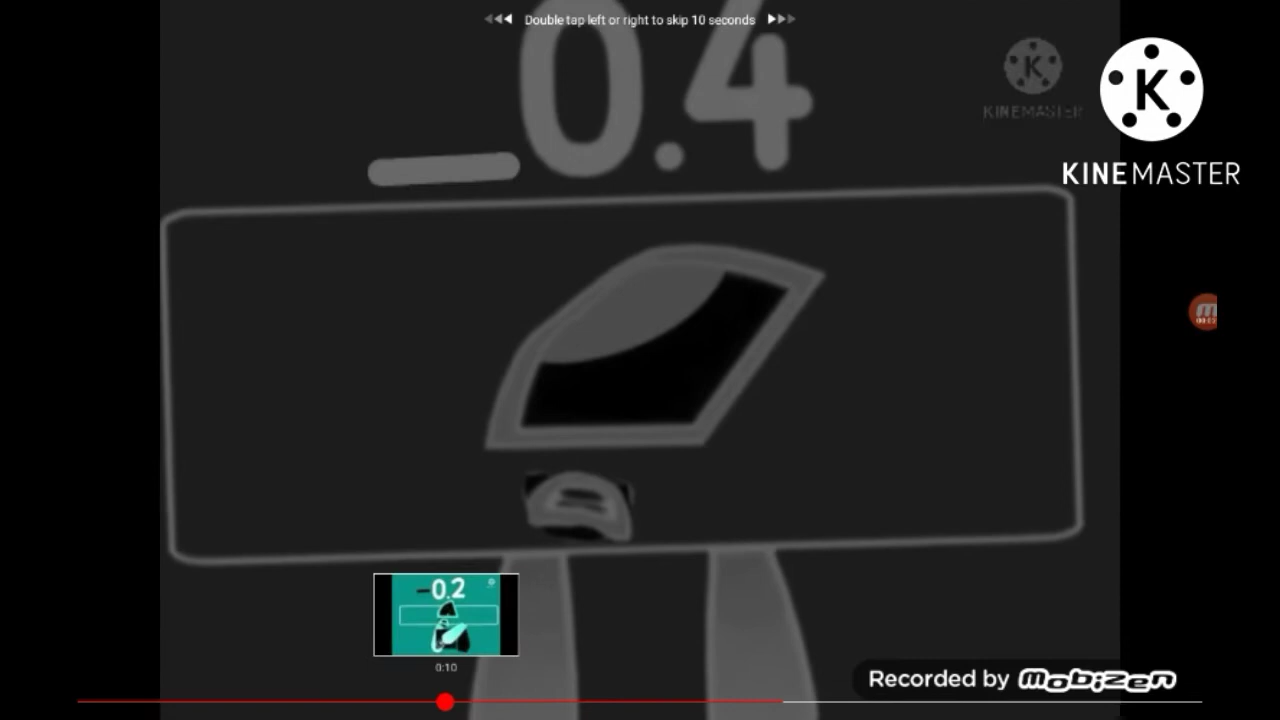 Double tap left or right to skip 10 seconds
-0.4
KINEMASTER
K
KINEMASTER
-0.2
0:10
Recorded by mobizen